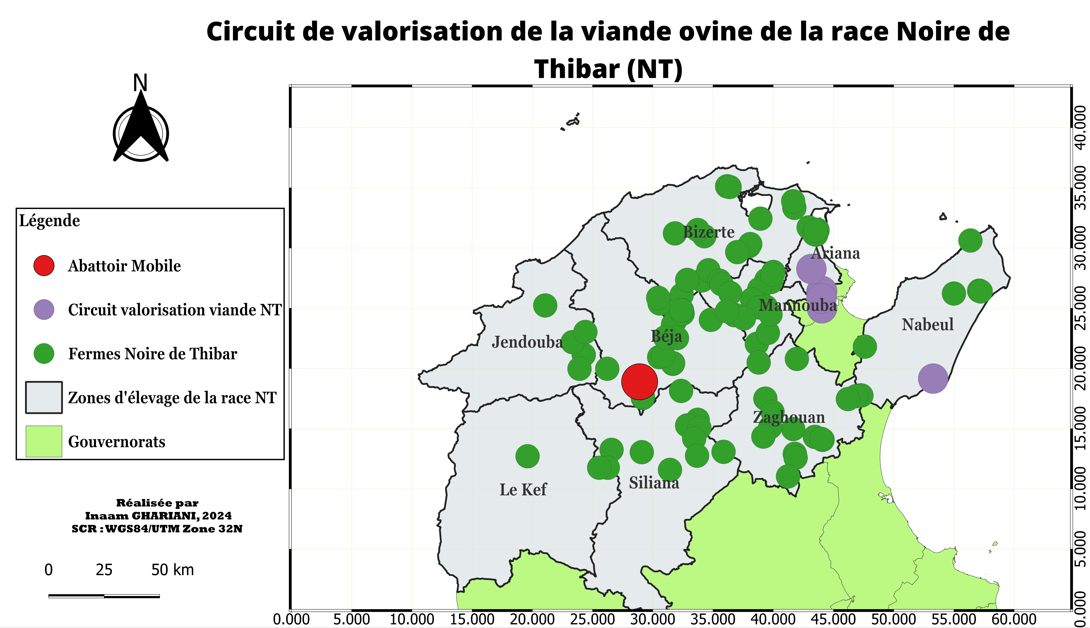 Circuit de valorisation de la viande ovine de la race Noire de
Thibar (NT)
N
Légende
Abattoir Mobile
Circuit valorisation viande NT
Fermes Noire de Thibar
Zones d'élevage de la race NT
Gouvernorats
Réalisée par
Inaam GHARIANI, 2024
SCR : WGS84/UTM Zone 32N
0 25 50 km
Bizerte
Ariana
Mannouba
Nabeul
Béja
Jendouba
Zaghouan
Siliana
Le Kef
40.000
35.000
30.000
25.000
20.000
15.000
10.000
5.000
0.000
0.000 5.000 10.000 15.000 20.000 25.000 30.000 35.000 40.000 45.000 50.000 55.000 60.000